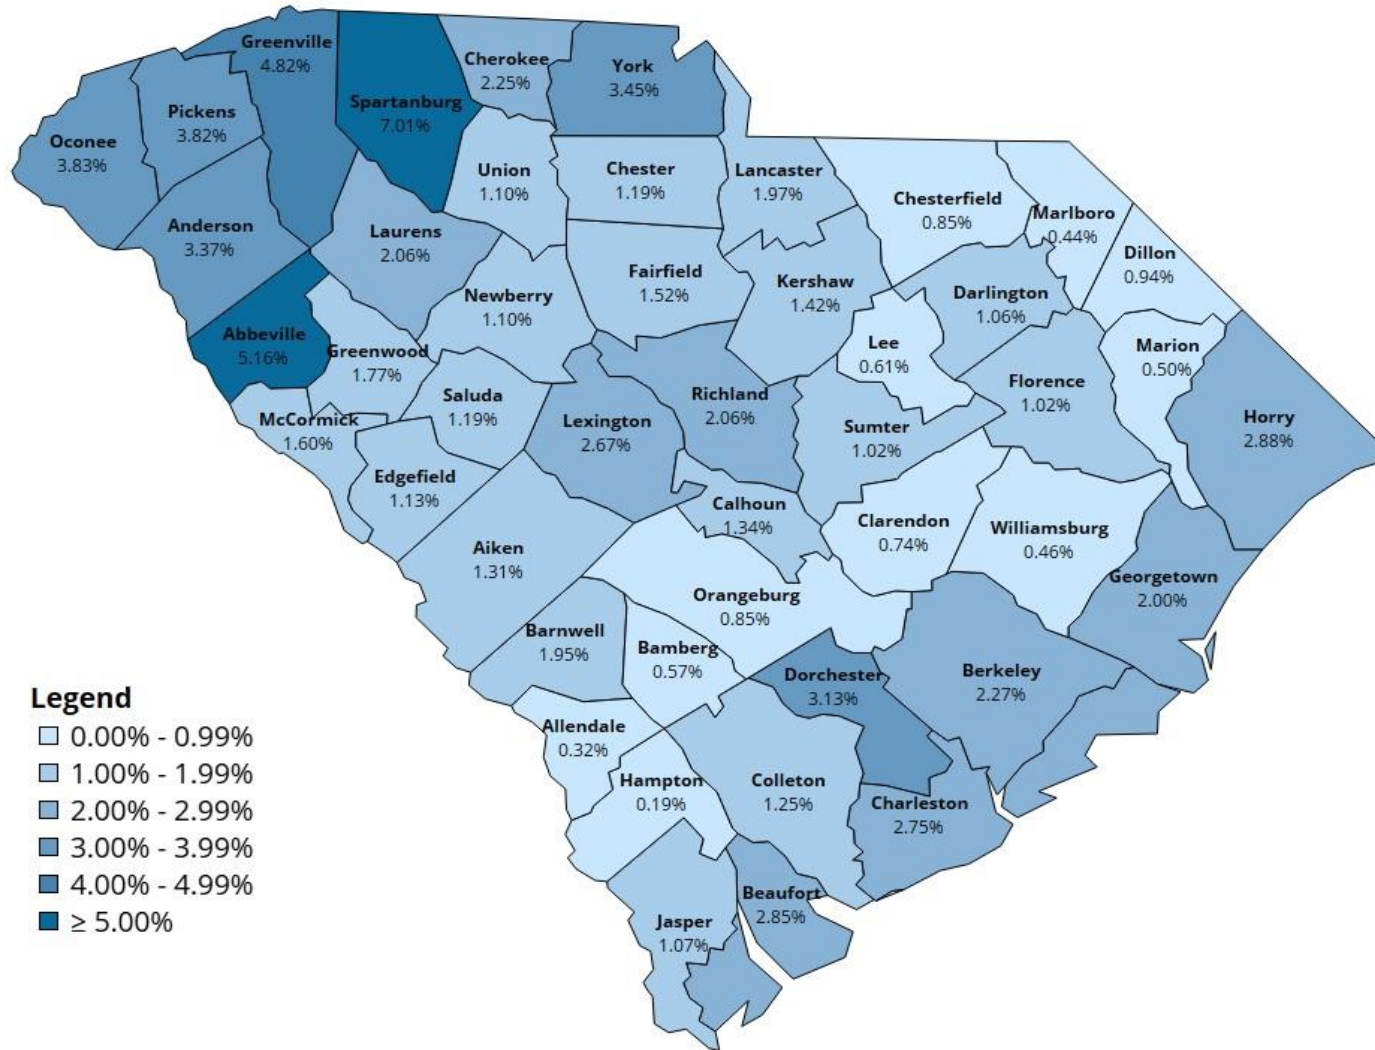 Greenville
4.82%
Cherokee
2.25%
York
3.45%
Spartanburg
7.01%
Pickens
3.82%
Oconee
3.83%
Union
1.10%
Chester
1.19%
Lancaster
1.97%
Chesterfield
0.85%
Marlboro
0.44%
Dillon
0.94%
Anderson
3.37%
Laurens
2.06%
Newberry
1.10%
Fairfield
1.52%
Kershaw
1.42%
Darlington
1.06%
Abbeville
5.16%
Greenwood
1.77%
Lee
0.61%
Marion
0.50%
Saluda
1.19%
Richland
2.06%
Florence
1.02%
McCormick
1.60%
Lexington
2.67%
Sumter
1.02%
Horry
2.88%
Edgefield
1.13%
Calhoun
1.34%
Clarendon
0.74%
Williamsburg
0.46%
Aiken
1.31%
Georgetown
2.00%
Orangeburg
0.85%
Barnwell
1.95%
Bamberg
0.57%
Dorchester
3.13%
Berkeley
2.27%
Allendale
0.32%
Hampton
0.19%
Colleton
1.25%
Charleston
2.75%
Beaufort
2.85%
Jasper
1.07%
Legend
0.00% - 0.99%
1.00% - 1.99%
2.00% - 2.99%
3.00% - 3.99%
4.00% - 4.99%
≥ 5.00%